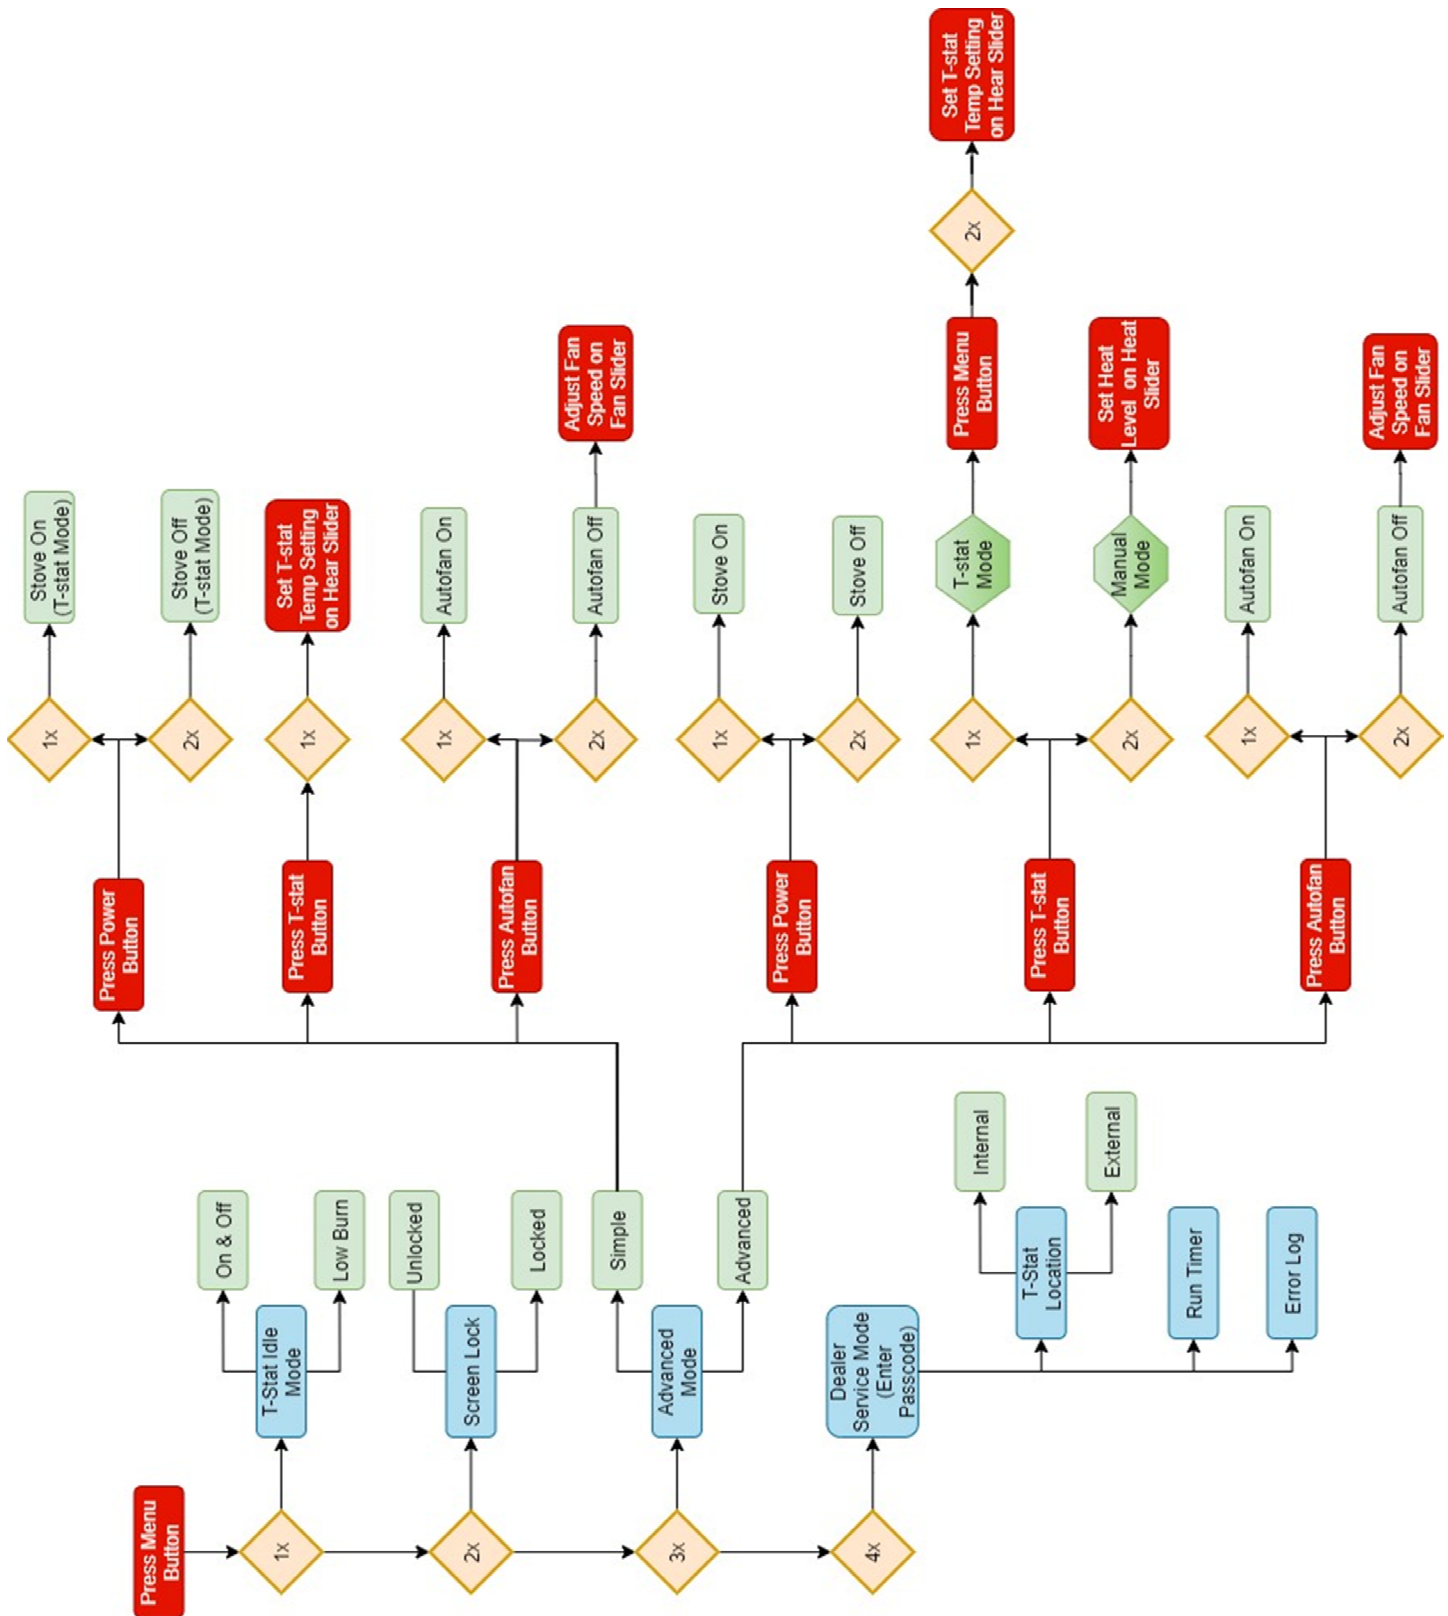 Press Menu
Button
1x
T-Stat Idle
Mode
On & Off
Low Burn
2x
Screen Lock
Unlocked
Locked
3x
Advanced
Mode
Simple
Advanced
4x
Dealer
Service Mode
(Enter
Passcode)
T-Stat
Location
Internal
External
Run Timer
Error Log
Press Power
Button
1x
Stove On
(T-stat Mode)
2x
Stove Off
(T-stat Mode)
Press T-stat
Button
1x
Set T-stat
Temp Setting
on Hear Slider
Press Autofan
Button
1x
Autofan On
2x
Autofan Off
Adjust Fan
Speed on
Fan Slider
Press Power
Button
1x
Stove On
2x
Stove Off
Press T-stat
Button
1x
T-stat
Mode
Press Menu
Button
2x
Set T-stat
Temp Setting
on Hear Slider
2x
Manual
Mode
Set Heat
Level on Heat
Slider
Press Autofan
Button
1x
Autofan On
2x
Autofan Off
Adjust Fan
Speed on
Fan Slider